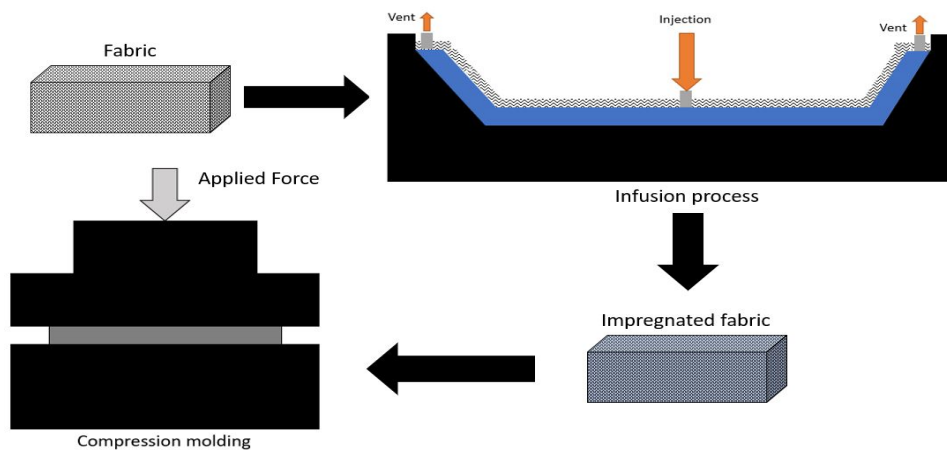 Fabric
Vent
Injection
Vent
Infusion process
Applied Force
Impregnated fabric
Compression molding